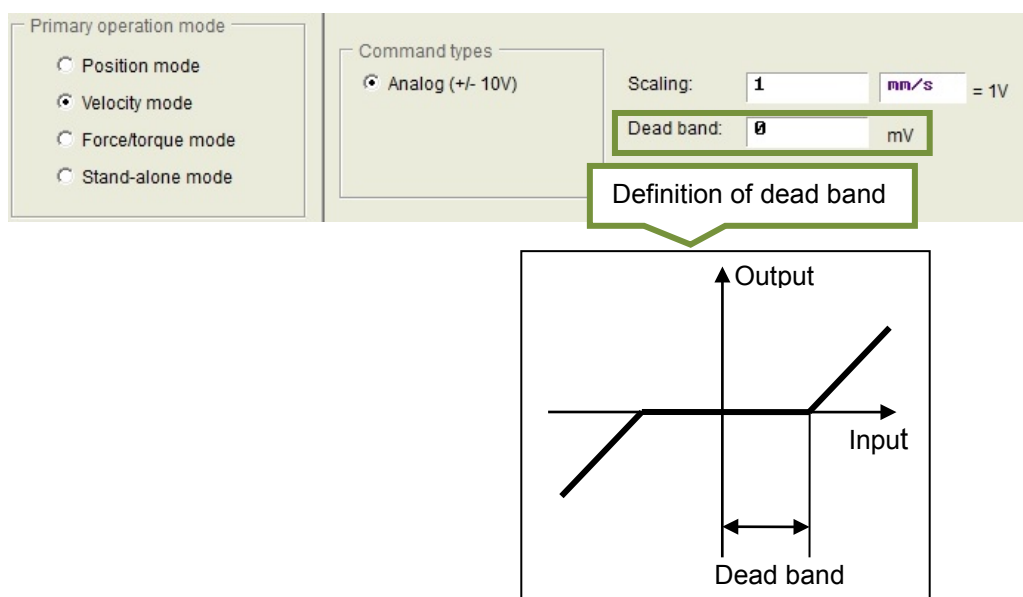 Primary operation mode
Position mode
Velocity mode
Force/torque mode
Stand-alone mode
Command types
Analog (+/- 10V)
Scaling: 1 mm/s = 1V
Dead band: 0 mV
Definition of dead band
Output
Input
Dead band